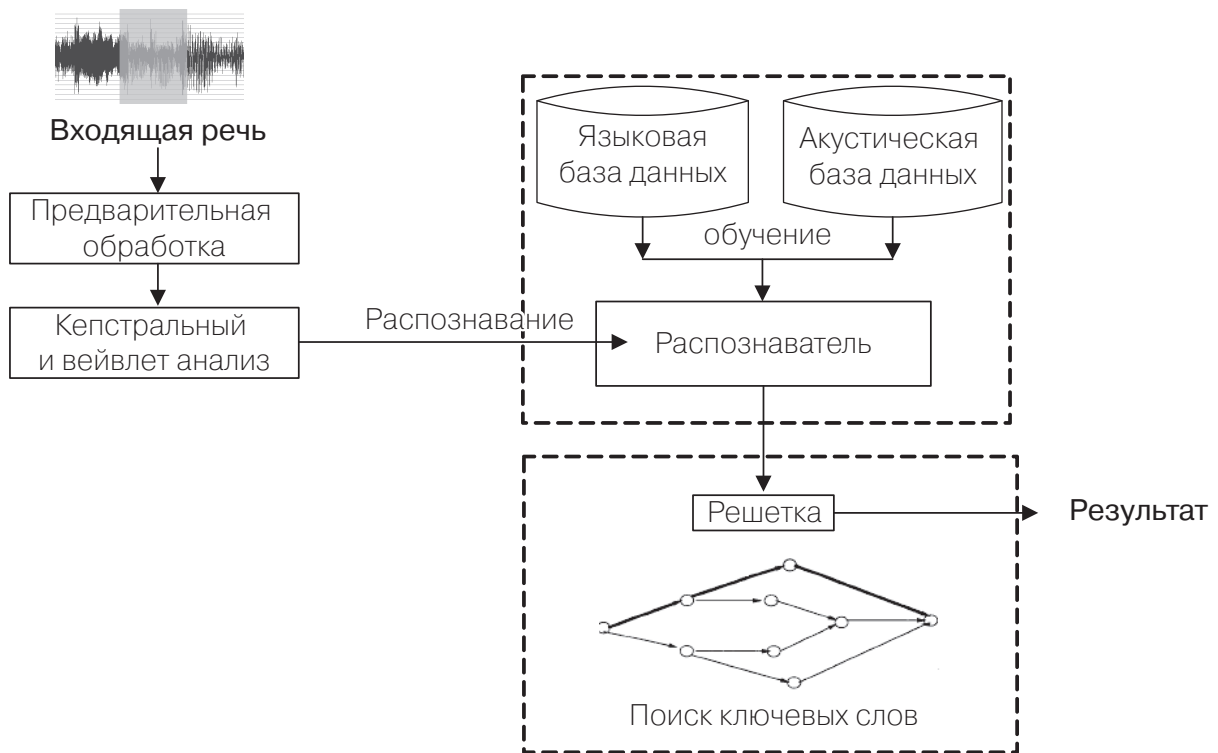 Входящая речь
Предварительная
обработка
Кепстральный
и вейвлет анализ
Распознавание
Языковая
база данных
Акустическая
база данных
обучение
Распознаватель
Решетка
Результат
Поиск ключевых слов